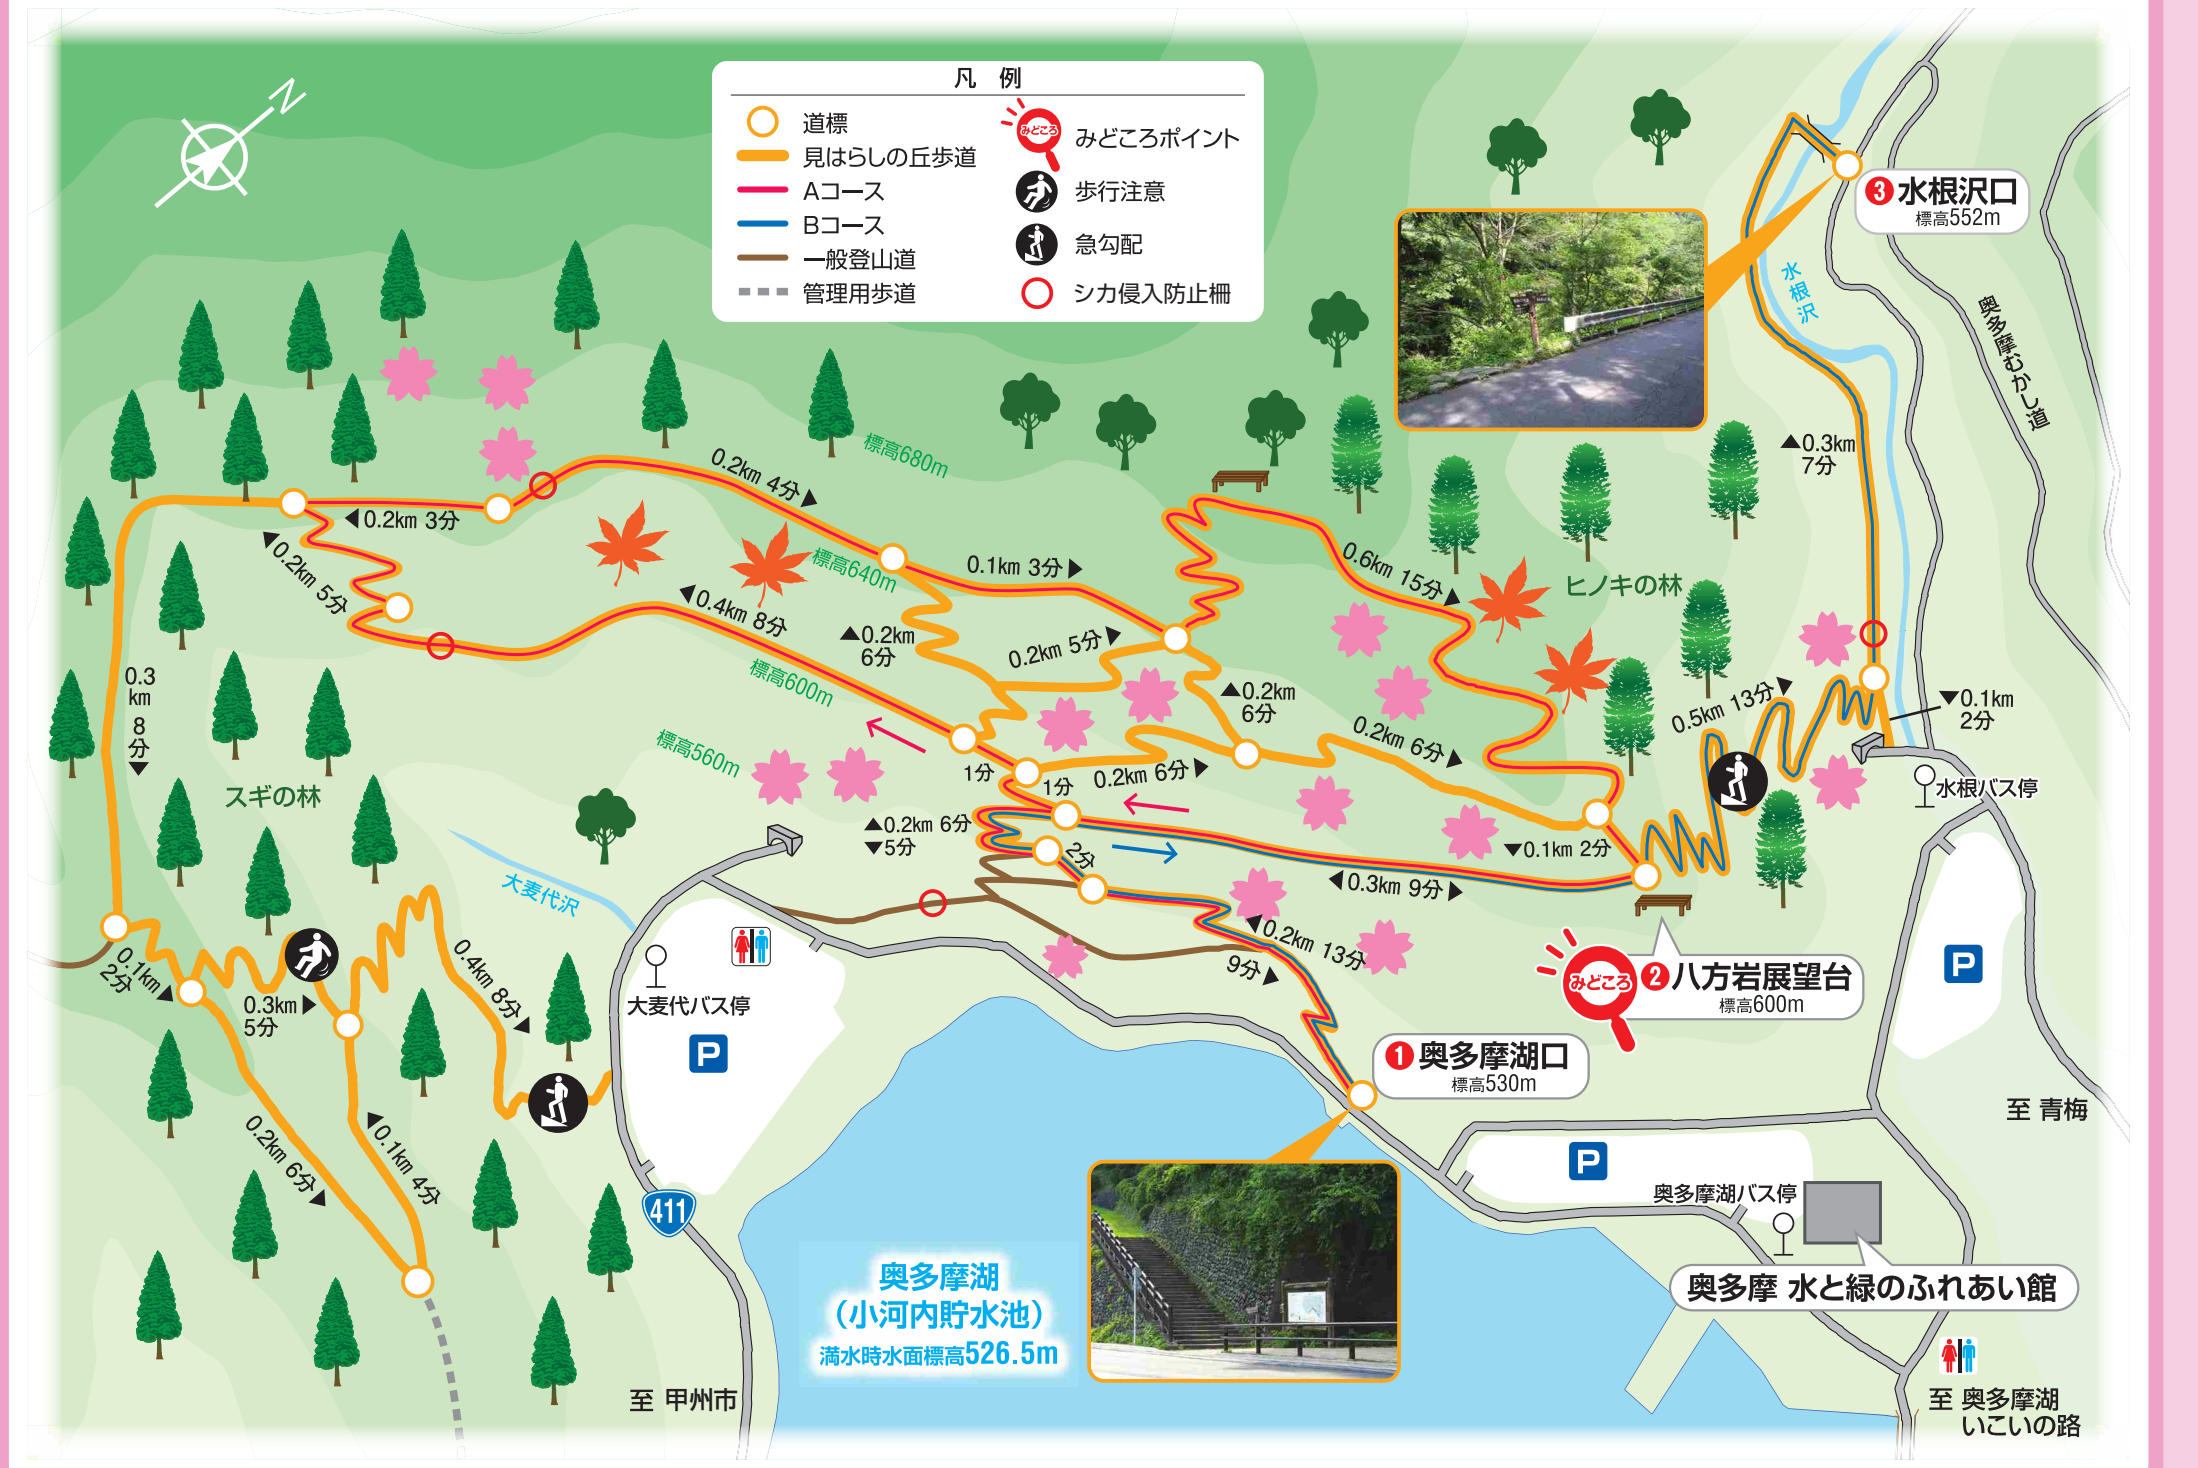 N
凡 例
道標
見はらしの丘歩道
Aコース
Bコース
一般登山道
管理用歩道
みどころ
みどころポイント
歩行注意
急勾配
シカ侵入防止柵
3 水根沢口
標高552m
水根沢
奥多摩むかし道
▲0.3km
7分
標高680m
0.2km 4分▶
◀0.2km 3分
◀0.2km 5分
標高640m
0.1km 3分▶
0.6km 15分▶
ヒノキの林
◀0.4km 8分
▲0.2km
6分
0.2km 5分▶
標高600m
▲0.2km
6分
0.2km 6分▶
0.5km 13分▶
▼0.1km
2分
0.3
km
8
分
▼
標高560m
1分
1分
0.2km 6分▶
スギの林
水根バス停
▲0.2km 6分
▼5分
2分
▼0.1km 2分
◀0.3km 9分▶
大麦代沢
◀0.2km 13分
9分▶
0.1km▶
2分
0.3km▶
5分
0.4km 8分▶
大麦代バス停
P
P
みどころ
2 八方岩展望台
標高600m
1 奥多摩湖口
標高530m
至 青梅
0.2km 6分▶
◀0.1km 4分
411
P
奥多摩湖バス停
奥多摩 水と緑のふれあい館
奥多摩湖
（小河内貯水池）
満水時水面標高526.5m
至 甲州市
至 奥多摩湖
いこいの路